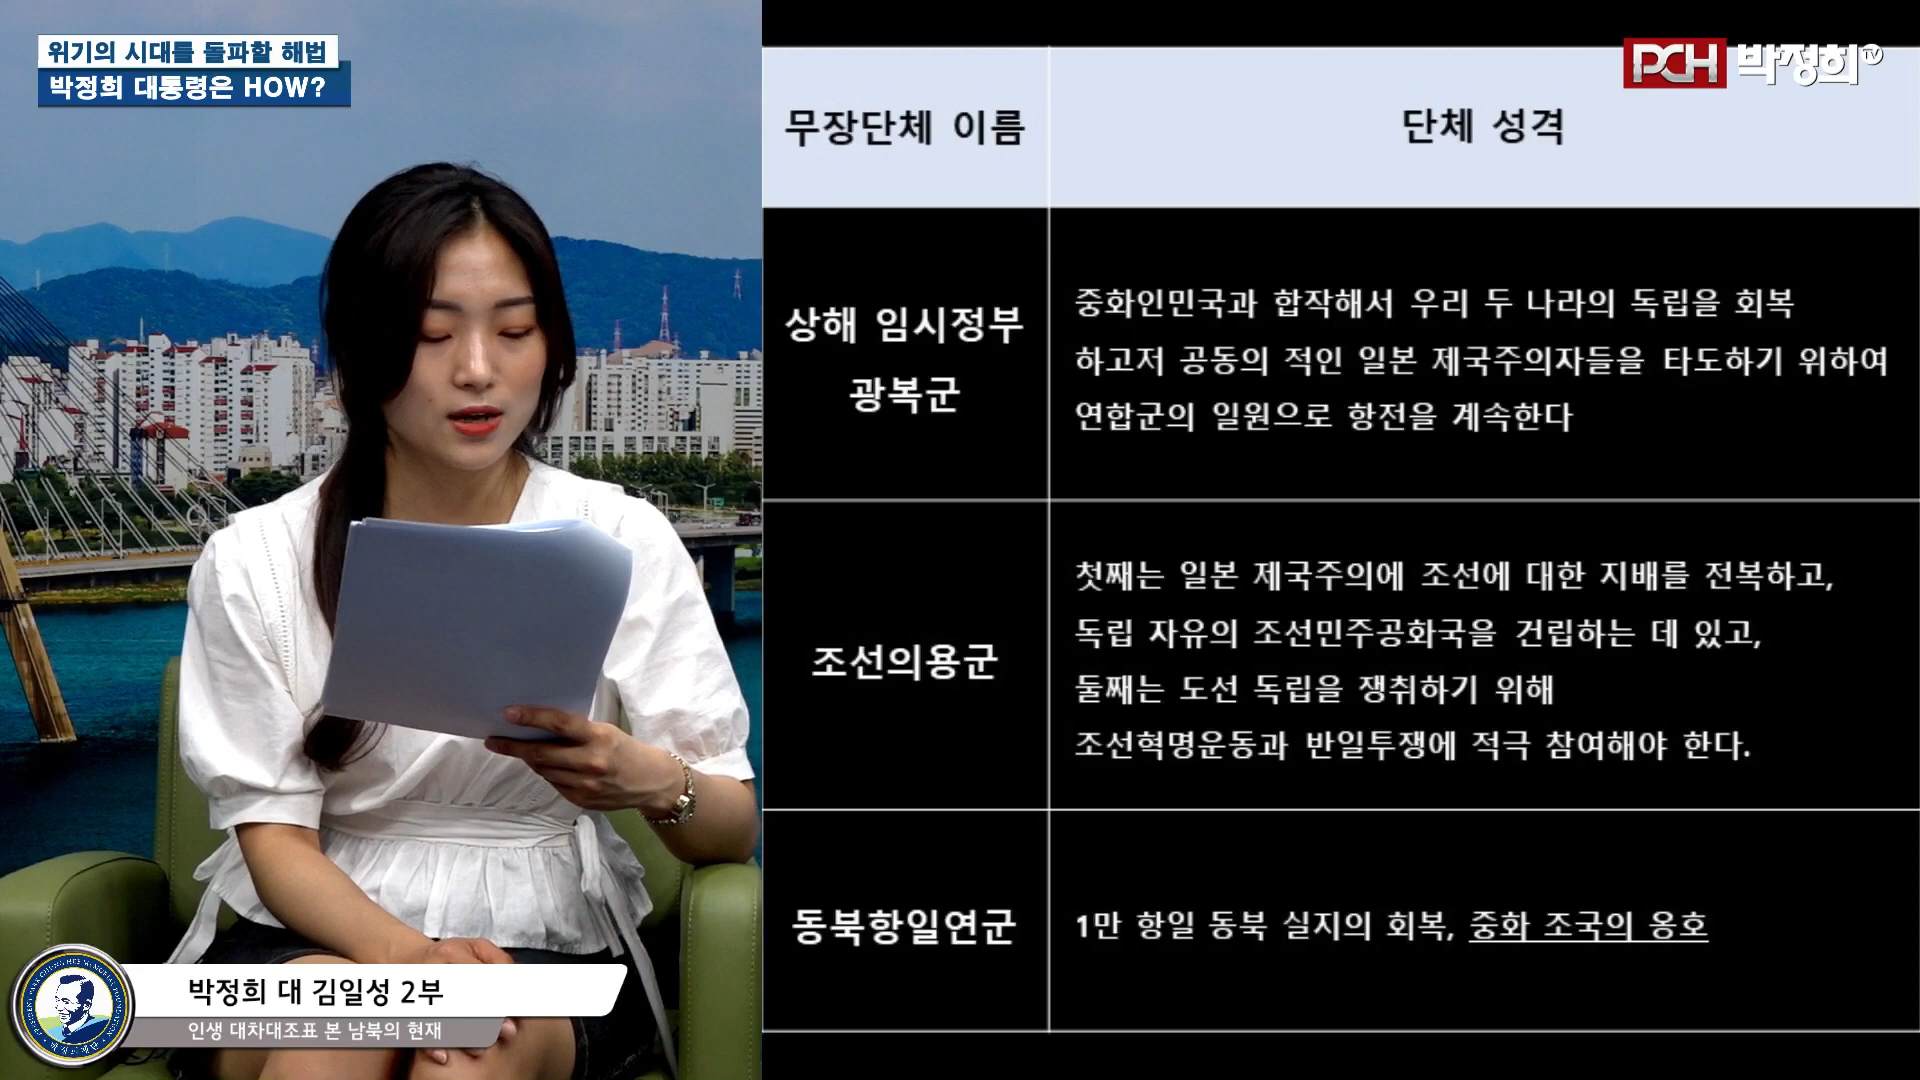 위기의 시대를 돌파할 해법
박정희 대통령은 HOW?
PCH 박정희TV
무장단체 이름
단체 성격
상해 임시정부
광복군
중화인민국과 합작해서 우리 두 나라의 독립을 회복
하고저 공동의 적인 일본 제국주의자들을 타도하기 위하여
연합군의 일원으로 항전을 계속한다
조선의용군
첫째는 일본 제국주의에 조선에 대한 지배를 전복하고,
독립 자유의 조선민주공화국을 건립하는 데 있고,
둘째는 도선 독립을 쟁취하기 위해
조선혁명운동과 반일투쟁에 적극 참여해야 한다.
동북항일연군
1만 항일 동북 실지의 회복, 중화 조국의 옹호
박정희 대 김일성 2부
인생 대차대조표 본 남북의 현재
PRESIDENT PARK CHUNG HEE MEMORIAL FOUNDATION
박정희재단